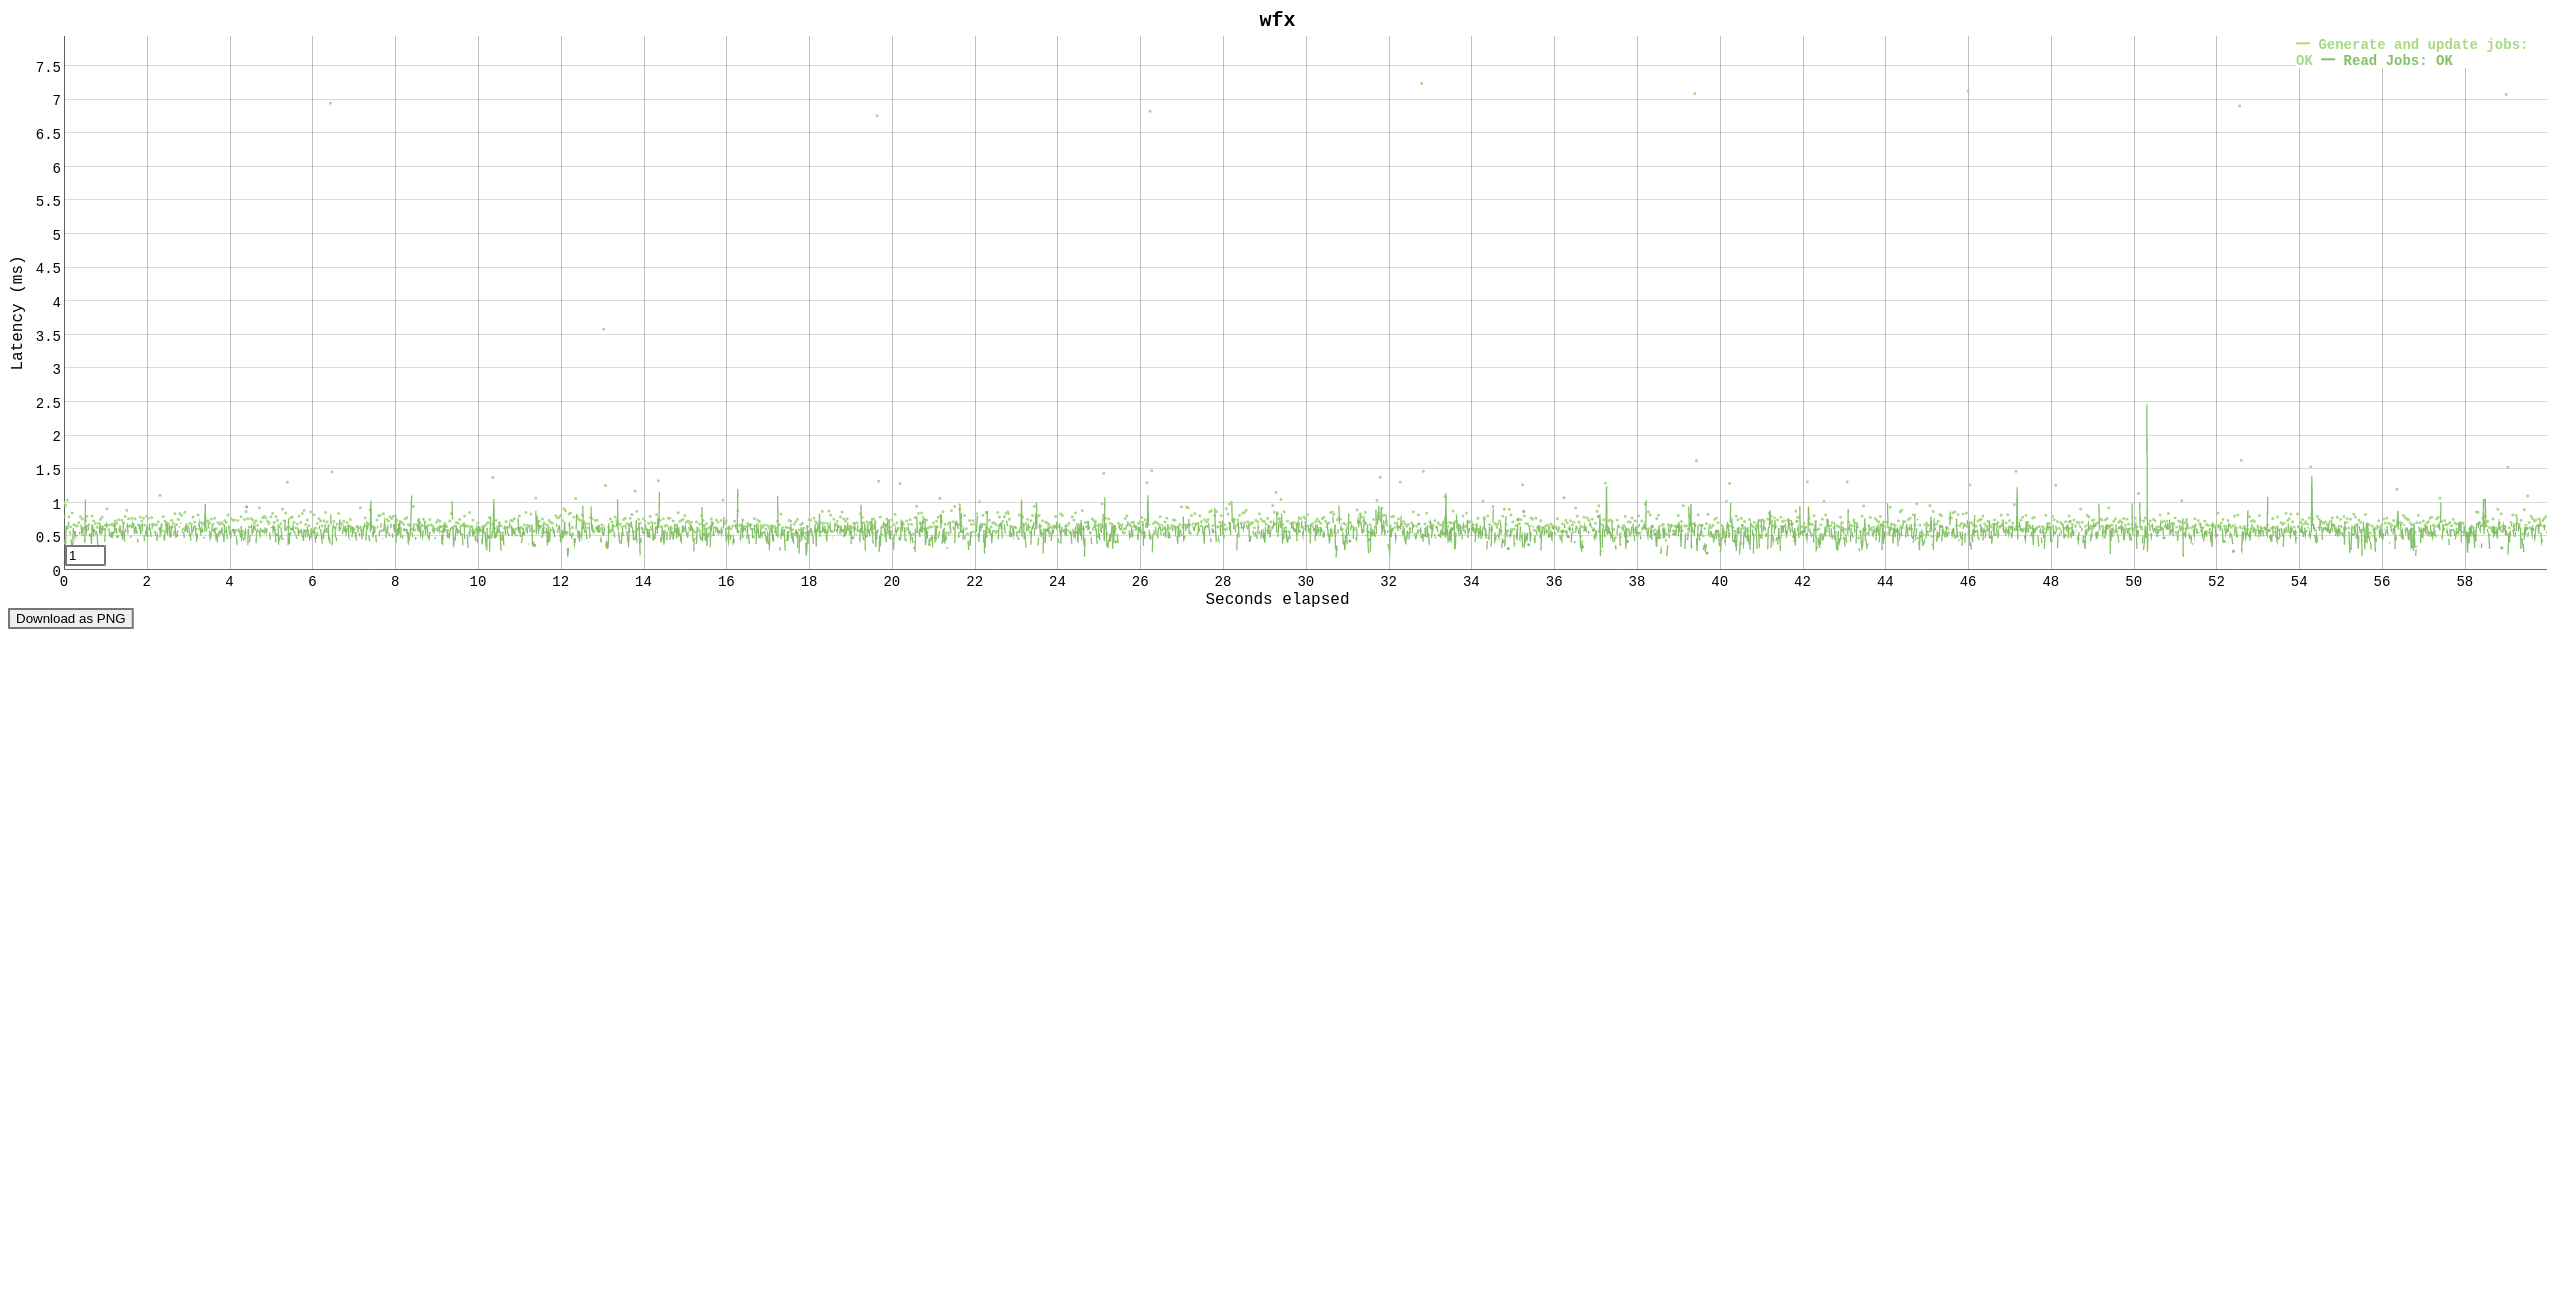 wfx
— Generate and update jobs:
OK — Read Jobs: OK
Latency (ms)
7.5
7
6.5
6
5.5
5
4.5
4
3.5
3
2.5
2
1.5
1
0.5
0
1
0 2 4 6 8 10 12 14 16 18 20 22 24 26 28 30 32 34 36 38 40 42 44 46 48 50 52 54 56 58
Seconds elapsed
Download as PNG